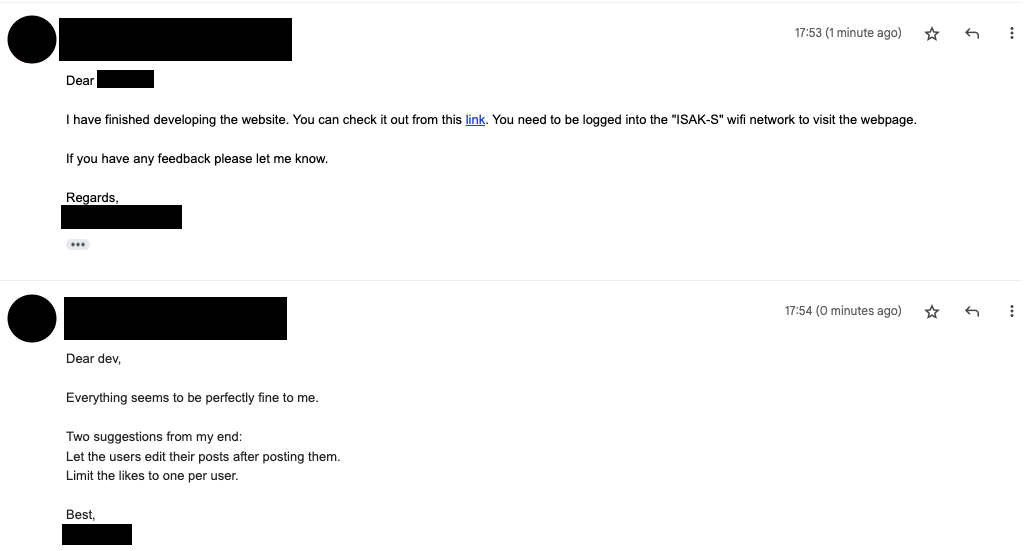 17:53 (1 minute ago)
Dear
I have finished developing the website. You can check it out from this link. You need to be logged into the "ISAK-S" wifi network to visit the webpage.
If you have any feedback please let me know.
Regards,
17:54 (0 minutes ago)
Dear dev,
Everything seems to be perfectly fine to me.
Two suggestions from my end:
Let the users edit their posts after posting them.
Limit the likes to one per user.
Best,